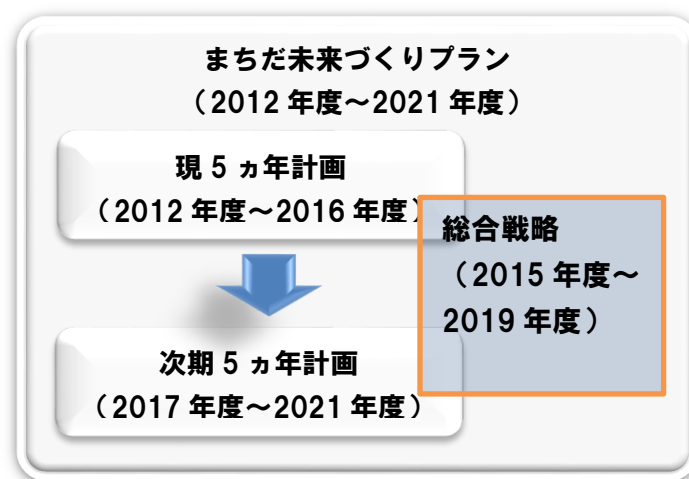 まちだ未来づくりプラン
（2012 年度～2021 年度）
現 5 ヵ年計画
（2012 年度～2016 年度）
総合戦略
（2015 年度～
2019 年度）
次期 5 ヵ年計画
（2017 年度～2021 年度）